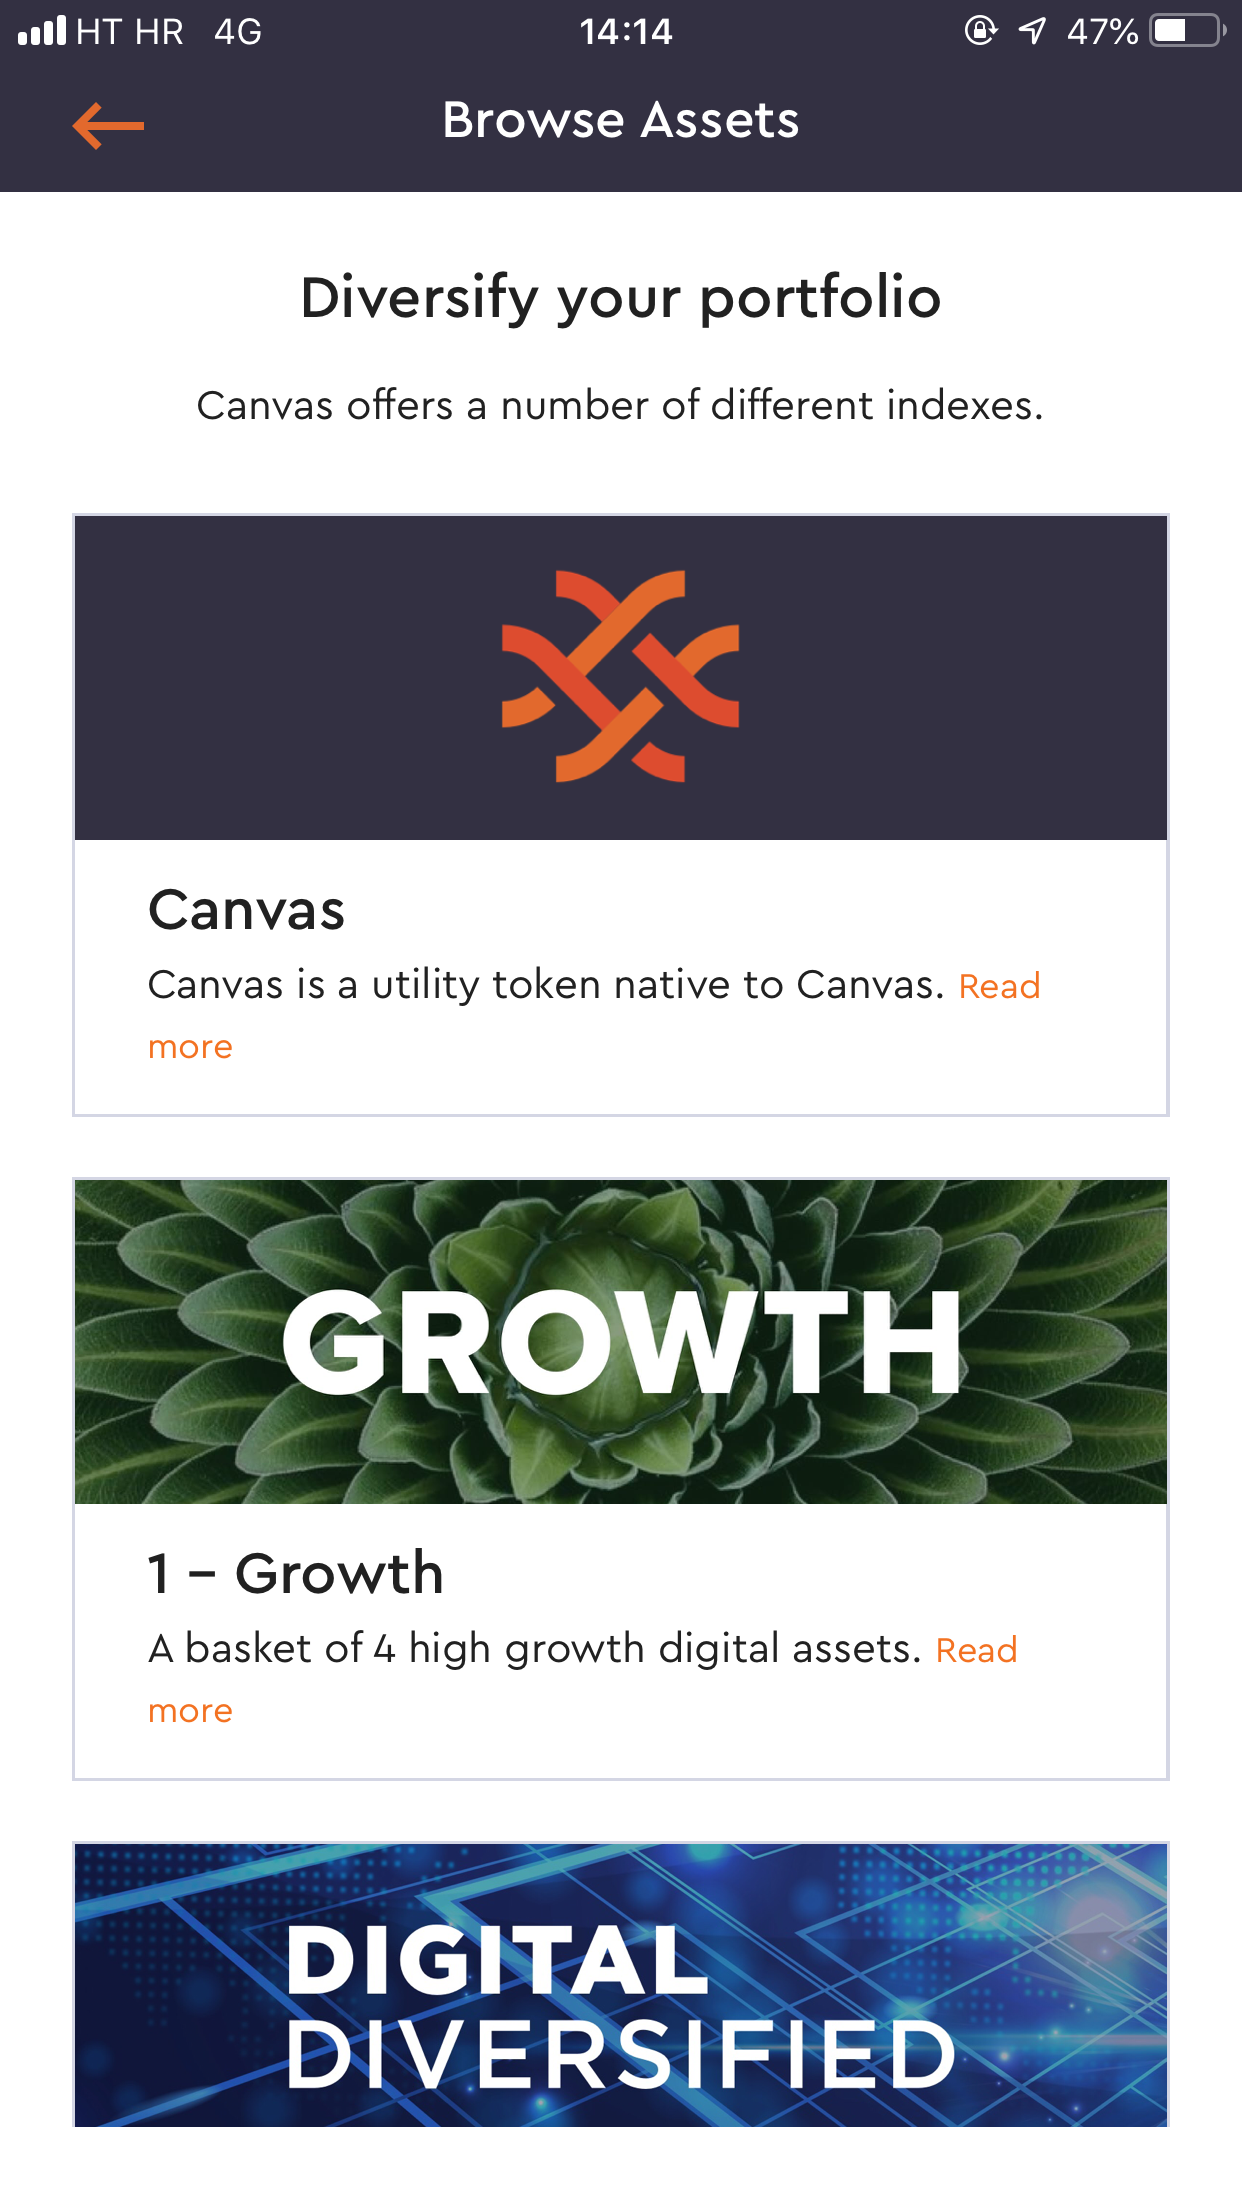 HT HR 4G 14:14 47%
Browse Assets
Diversify your portfolio
Canvas offers a number of different indexes.
Canvas
Canvas is a utility token native to Canvas. Read
more
GROWTH
1 – Growth
A basket of 4 high growth digital assets. Read
more
DIGITAL
DIVERSIFIED